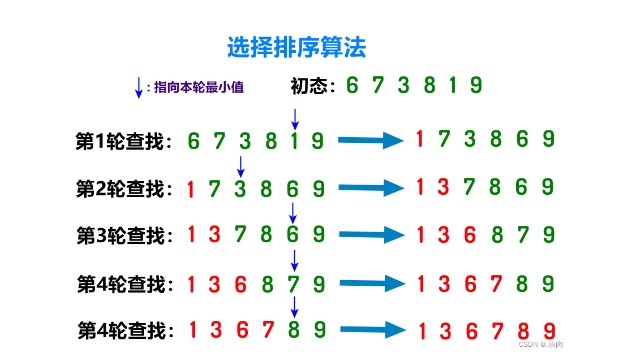 选择排序算法
↓: 指向本轮最小值 初态: 6 7 3 8 1 9
第1轮查找: 6 7 3 8 1 9 1 7 3 8 6 9
第2轮查找: 1 7 3 8 6 9 1 3 7 8 6 9
第3轮查找: 1 3 7 8 6 9 1 3 6 8 7 9
第4轮查找: 1 3 6 8 7 9 1 3 6 7 8 9
第4轮查找: 1 3 6 7 8 9 1 3 6 7 8 9